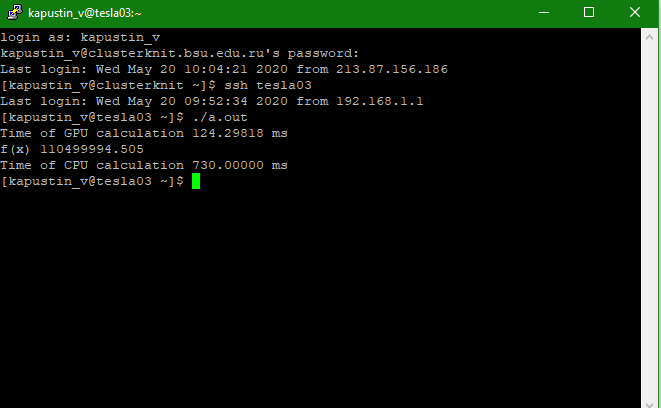 kapustin_v@tesla03:~
login as: kapustin_v
kapustin_v@clusterknit.bsu.edu.ru's password:
Last login: Wed May 20 10:04:21 2020 from 213.87.156.186
[kapustin_v@clusterknit ~]$ ssh tesla03
Last login: Wed May 20 09:52:34 2020 from 192.168.1.1
[kapustin_v@tesla03 ~]$ ./a.out
Time of GPU calculation 124.29818 ms
f(x) 110499994.505
Time of CPU calculation 730.00000 ms
[kapustin_v@tesla03 ~]$